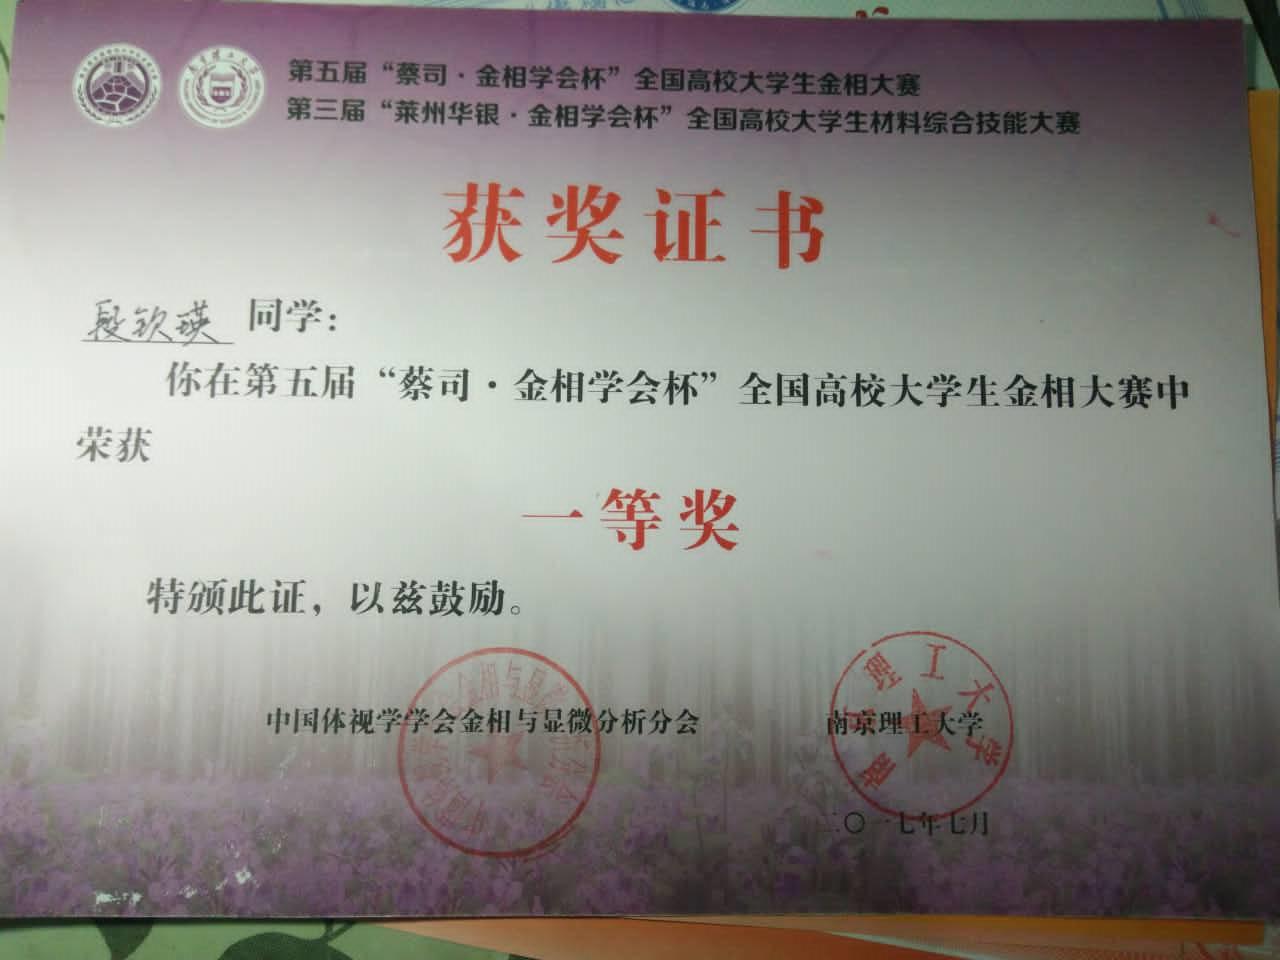 第五届“蔡司·金相学会杯”全国高校大学生金相大赛
第三届“莱州华银·金相学会杯”全国高校大学生材料综合技能大赛
获奖证书
段钦瑛 同学：
你在第五届“蔡司·金相学会杯”全国高校大学生金相大赛中
荣获
一等奖
特颁此证，以兹鼓励。
中国体视学学会金相与显微分析分会 南京理工大学
南京理工大学
二〇一七年七月